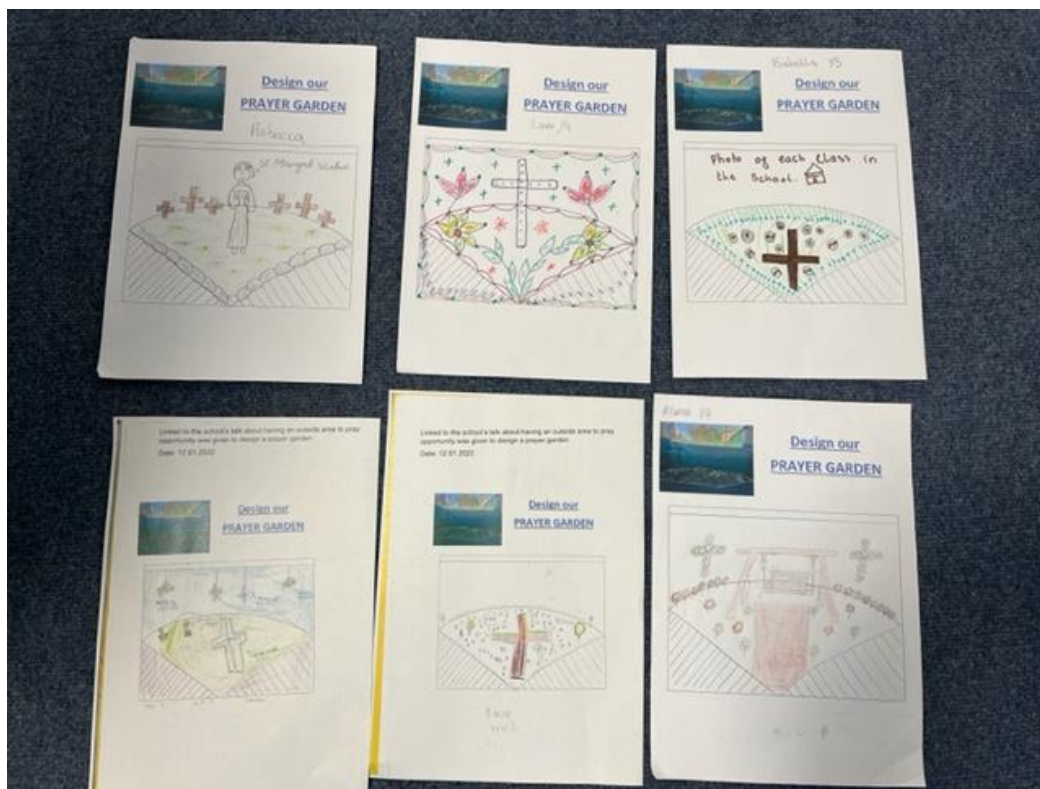 Design our
PRAYER GARDEN
Rebecca
St. Margret statue
Design our
PRAYER GARDEN
Design our
PRAYER GARDEN
Photo of each class in
the School.
Linked to the school's talk about having an outside area to pray
opportunity was given to design a prayer garden
Date: 12.01.2022
Design our
PRAYER GARDEN
Linked to the school's talk about having an outside area to pray
opportunity was given to design a prayer garden
Date: 12.01.2022
Design our
PRAYER GARDEN
Design our
PRAYER GARDEN